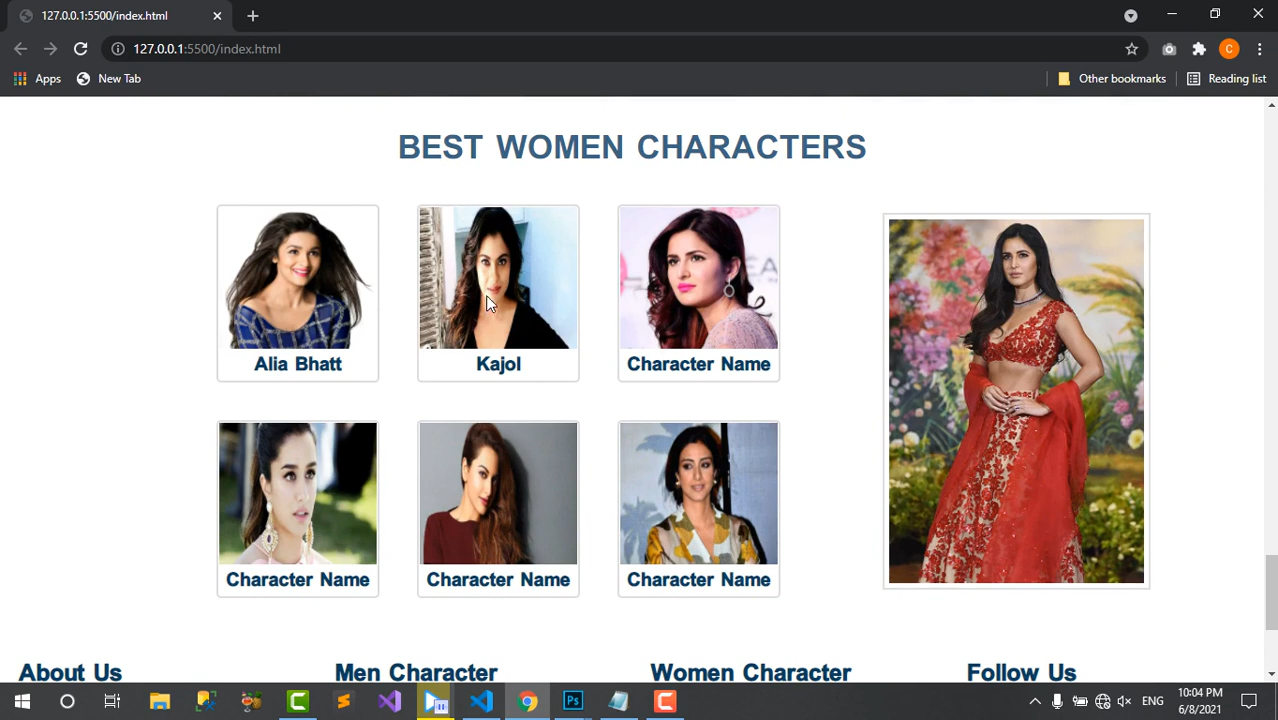 127.0.0.1:5500/index.html
127.0.0.1:5500/index.html
C
Apps
New Tab
Other bookmarks
Reading list
BEST WOMEN CHARACTERS
Alia Bhatt
Kajol
Character Name
Character Name
Character Name
Character Name
About Us
Men Character
Women Character
Follow Us
C
Ps
C
ENG
10:04 PM
6/8/2021